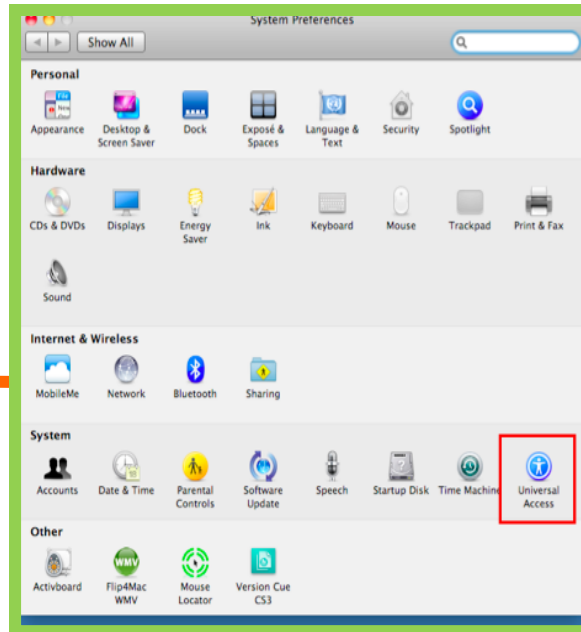 System Preferences
Show All
Personal
Appearance
Desktop &
Screen Saver
Dock
Exposé &
Spaces
Language &
Text
Security
Spotlight
Hardware
CDs & DVDs
Displays
Energy
Saver
Ink
Keyboard
Mouse
Trackpad
Print & Fax
Sound
Internet & Wireless
MobileMe
Network
Bluetooth
Sharing
System
Accounts
Date & Time
Parental
Controls
Software
Update
Speech
Startup Disk
Time Machine
Universal
Access
Other
WMV
Activboard
Flip4Mac
WMV
Mouse
Locator
Version Cue
CS3